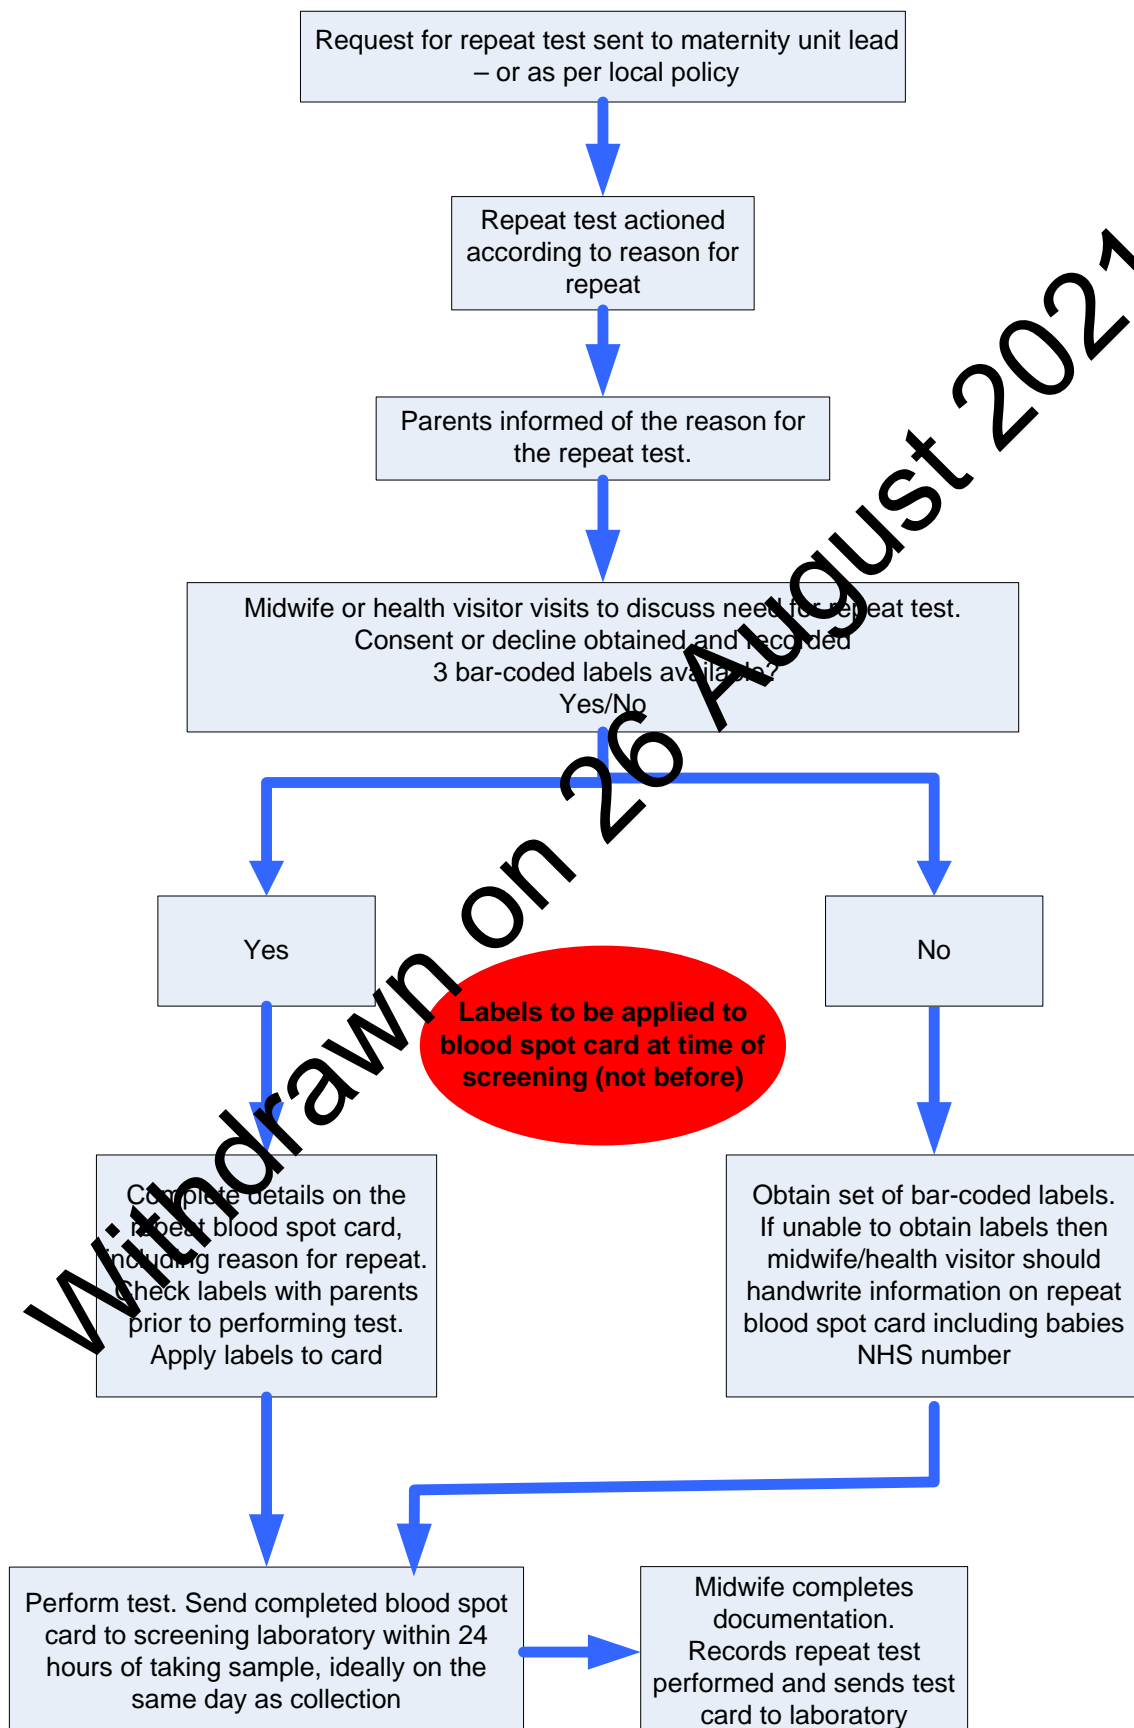 Request for repeat test sent to maternity unit lead
– or as per local policy
Repeat test actioned
according to reason for
repeat
Parents informed of the reason for
the repeat test.
Midwife or health visitor visits to discuss need for repeat test.
Consent or decline obtained and recorded
3 bar-coded labels available?
Yes/No
Yes
No
Labels to be applied to
blood spot card at time of
screening (not before)
Complete details on the
repeat blood spot card,
including reason for repeat.
Check labels with parents
prior to performing test.
Apply labels to card
Obtain set of bar-coded labels.
If unable to obtain labels then
midwife/health visitor should
handwrite information on repeat
blood spot card including babies
NHS number
Perform test. Send completed blood spot
card to screening laboratory within 24
hours of taking sample, ideally on the
same day as collection
Midwife completes
documentation.
Records repeat test
performed and sends test
card to laboratory
Withdrawn on 26 August 2021